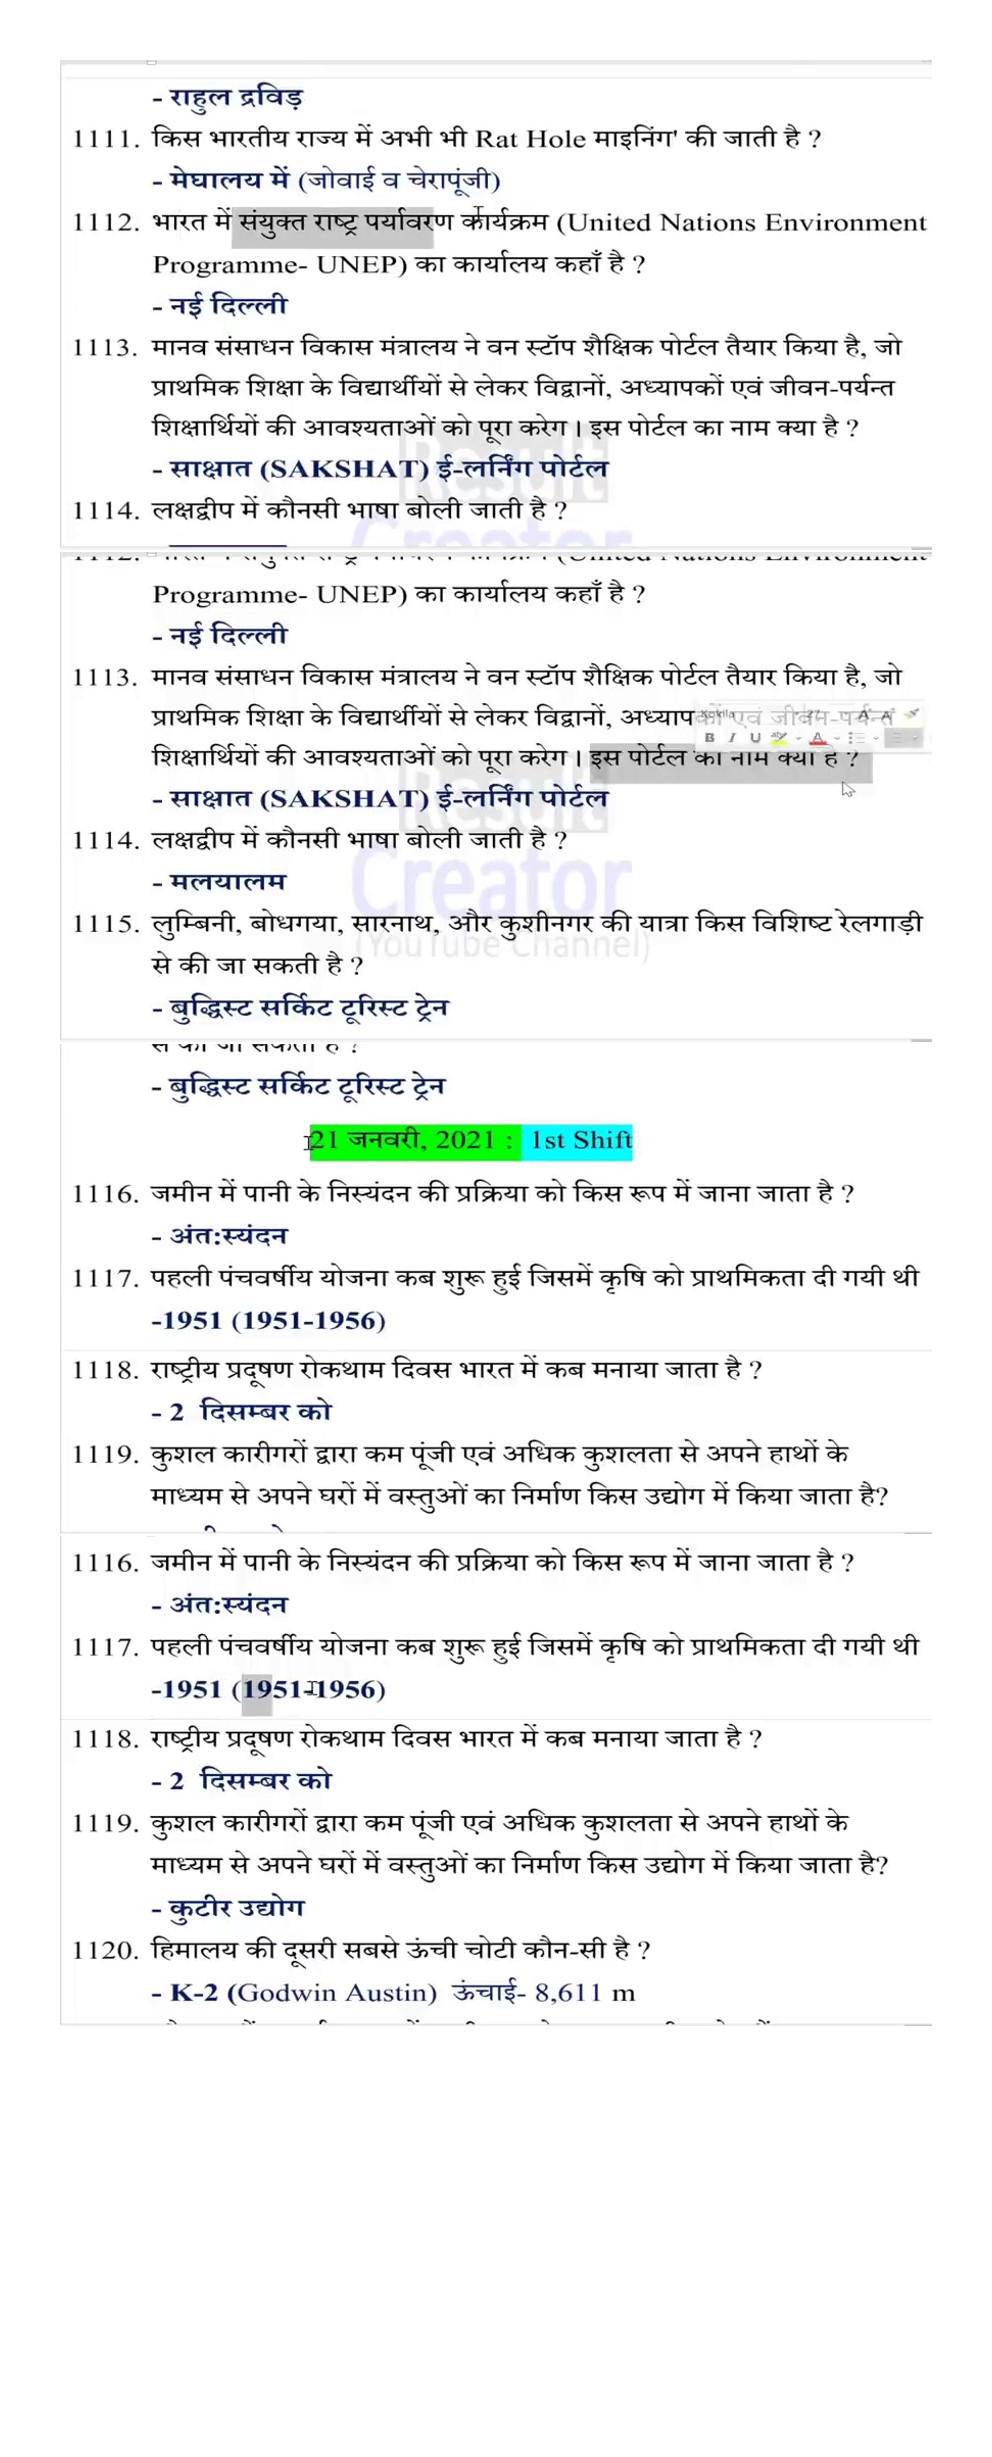 - राहुल द्रविड़
1111. किस भारतीय राज्य में अभी भी Rat Hole माइनिंग' की जाती है ?
- मेघालय में (जोवाई व चेरापूंजी)
1112. भारत में संयुक्त राष्ट्र पर्यावरण कार्यक्रम (United Nations Environment
Programme- UNEP) का कार्यालय कहाँ है ?
- नई दिल्ली
1113. मानव संसाधन विकास मंत्रालय ने वन स्टॉप शैक्षिक पोर्टल तैयार किया है, जो
प्राथमिक शिक्षा के विद्यार्थीयों से लेकर विद्वानों, अध्यापकों एवं जीवन-पर्यन्त
शिक्षार्थियों की आवश्यताओं को पूरा करेग। इस पोर्टल का नाम क्या है ?
- साक्षात (SAKSHAT) ई-लर्निंग पोर्टल
1114. लक्षद्वीप में कौनसी भाषा बोली जाती है ?
Result
Creator
Programme- UNEP) का कार्यालय कहाँ है ?
- नई दिल्ली
1113. मानव संसाधन विकास मंत्रालय ने वन स्टॉप शैक्षिक पोर्टल तैयार किया है, जो
प्राथमिक शिक्षा के विद्यार्थीयों से लेकर विद्वानों, अध्यापकों एवं जीवन-पर्यन्त
B I U A
शिक्षार्थियों की आवश्यताओं को पूरा करेग। इस पोर्टल का नाम क्या है ?
- साक्षात (SAKSHAT) ई-लर्निंग पोर्टल
1114. लक्षद्वीप में कौनसी भाषा बोली जाती है ?
- मलयालम
Creator
1115. लुम्बिनी, बोधगया, सारनाथ, और कुशीनगर की यात्रा किस विशिष्ट रेलगाड़ी
(YouTube Channel)
से की जा सकती है ?
- बुद्धिस्ट सर्किट टूरिस्ट ट्रेन
से की जा सकती है ?
- बुद्धिस्ट सर्किट टूरिस्ट ट्रेन
21 जनवरी, 2021 : 1st Shift
1116. जमीन में पानी के निस्यंदन की प्रक्रिया को किस रूप में जाना जाता है ?
- अंत:स्यंदन
1117. पहली पंचवर्षीय योजना कब शुरू हुई जिसमें कृषि को प्राथमिकता दी गयी थी
-1951 (1951-1956)
1118. राष्ट्रीय प्रदूषण रोकथाम दिवस भारत में कब मनाया जाता है ?
- 2 दिसम्बर को
1119. कुशल कारीगरों द्वारा कम पूंजी एवं अधिक कुशलता से अपने हाथों के
माध्यम से अपने घरों में वस्तुओं का निर्माण किस उद्योग में किया जाता है?
1116. जमीन में पानी के निस्यंदन की प्रक्रिया को किस रूप में जाना जाता है ?
- अंत:स्यंदन
1117. पहली पंचवर्षीय योजना कब शुरू हुई जिसमें कृषि को प्राथमिकता दी गयी थी
-1951 (1951-1956)
1118. राष्ट्रीय प्रदूषण रोकथाम दिवस भारत में कब मनाया जाता है ?
- 2 दिसम्बर को
1119. कुशल कारीगरों द्वारा कम पूंजी एवं अधिक कुशलता से अपने हाथों के
माध्यम से अपने घरों में वस्तुओं का निर्माण किस उद्योग में किया जाता है?
- कुटीर उद्योग
1120. हिमालय की दूसरी सबसे ऊंची चोटी कौन-सी है ?
- K-2 (Godwin Austin) ऊंचाई- 8,611 m